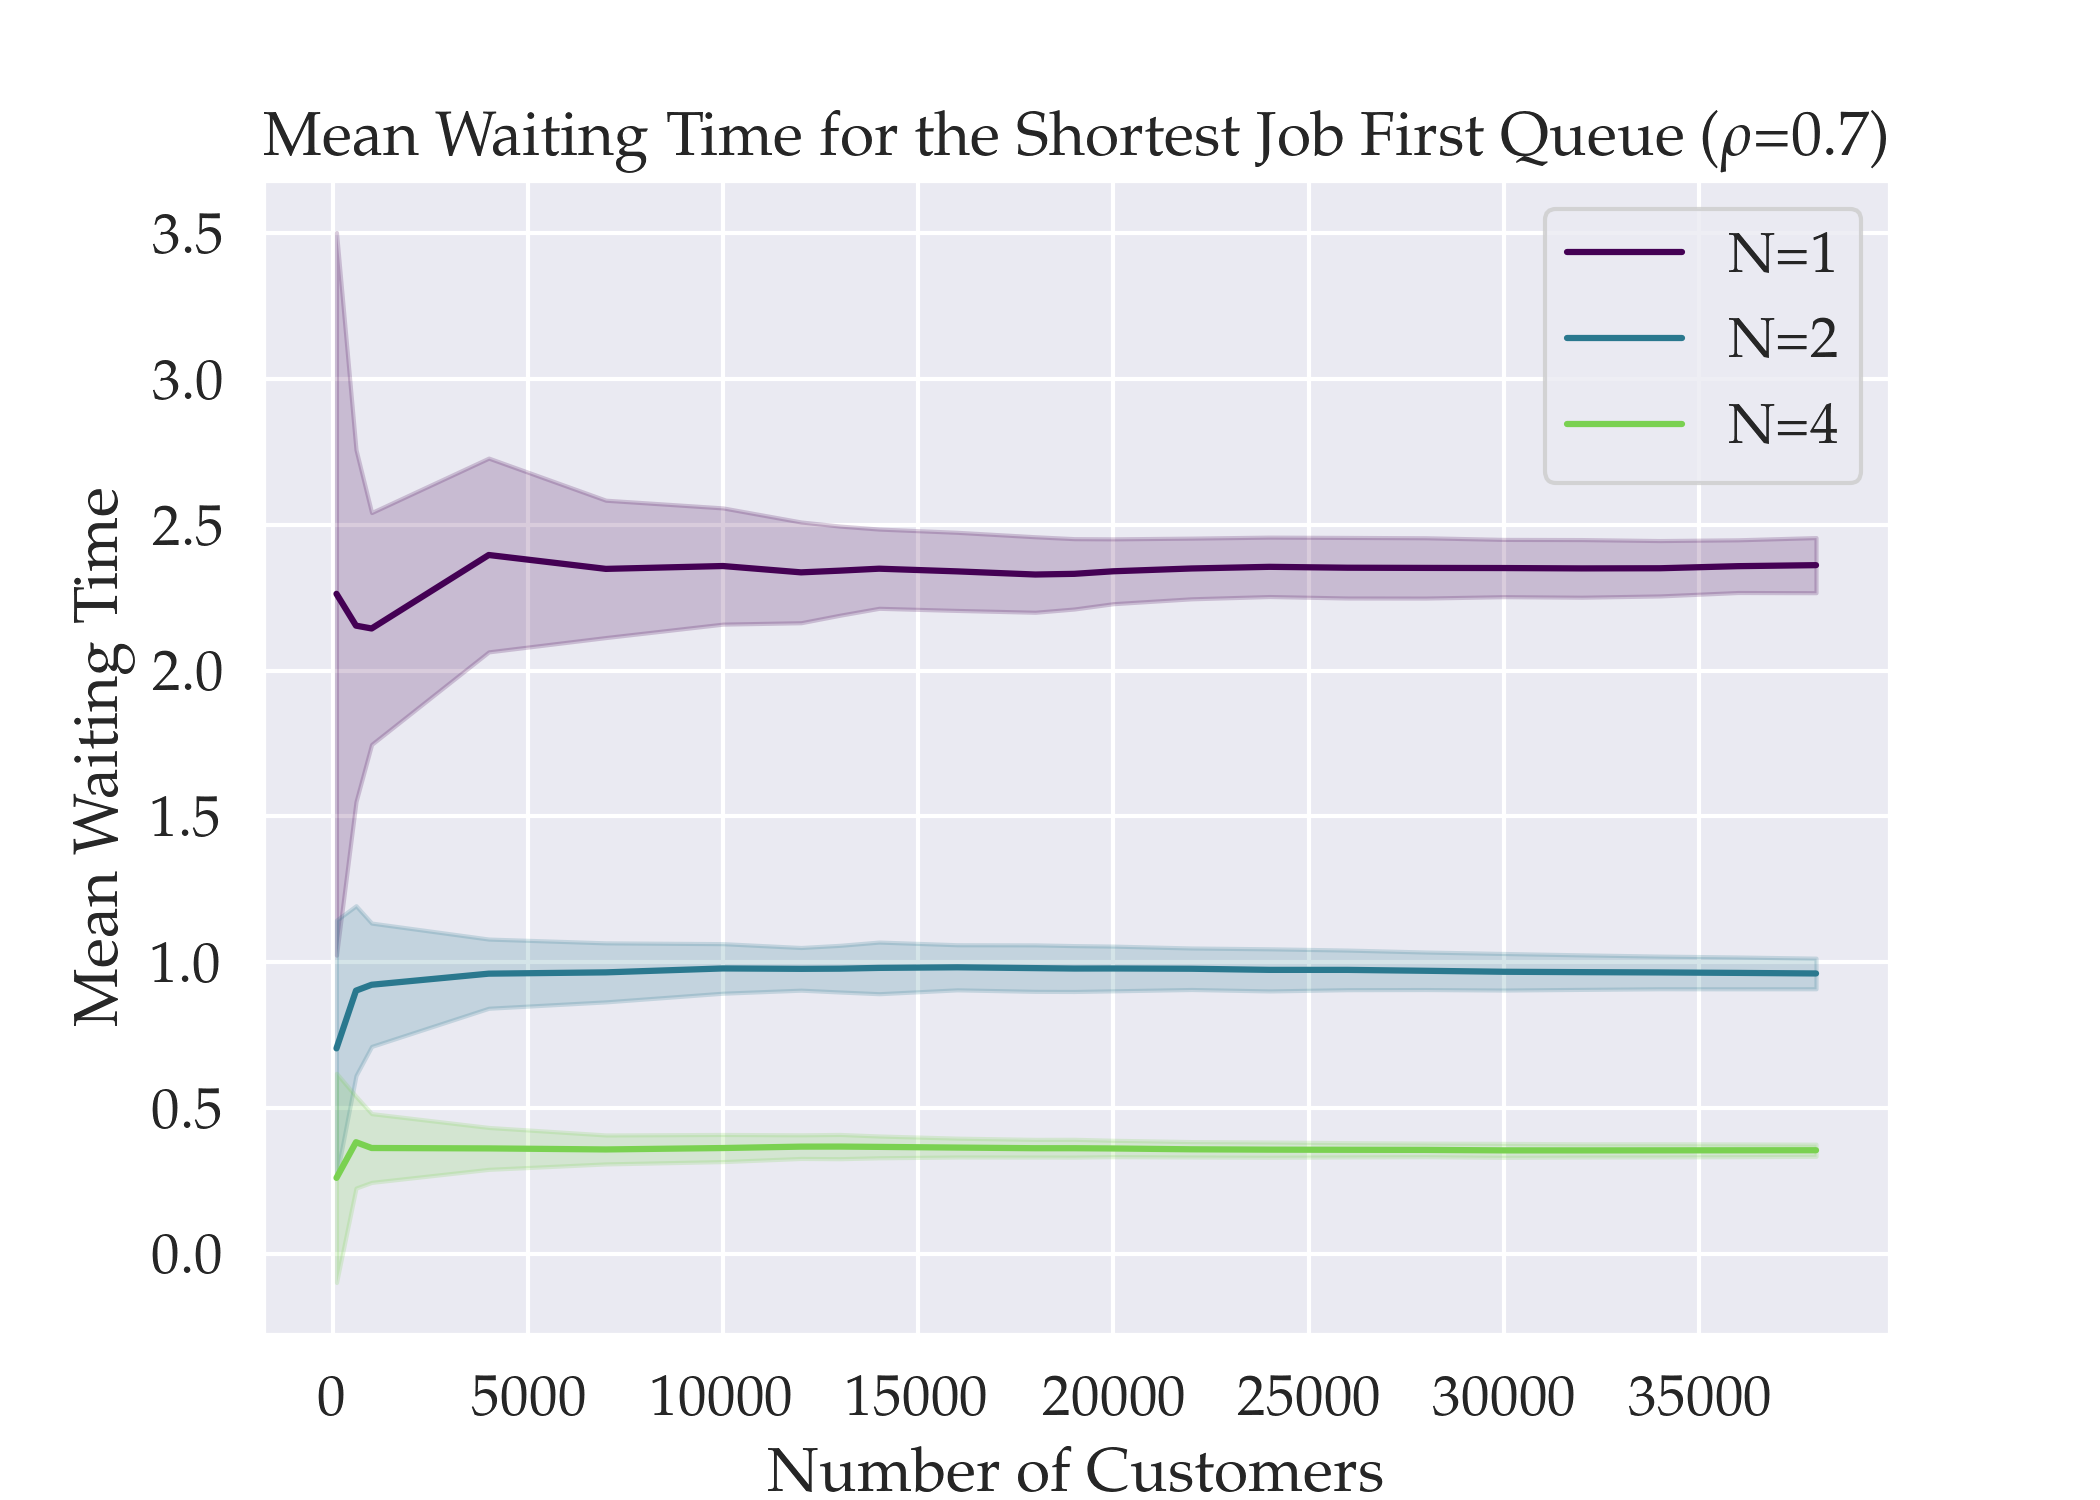 Mean Waiting Time for the Shortest Job First Queue (ρ=0.7)
N=1
N=2
N=4
Mean Waiting Time
3.5
3.0
2.5
2.0
1.5
1.0
0.5
0.0
0 5000 10000 15000 20000 25000 30000 35000
Number of Customers